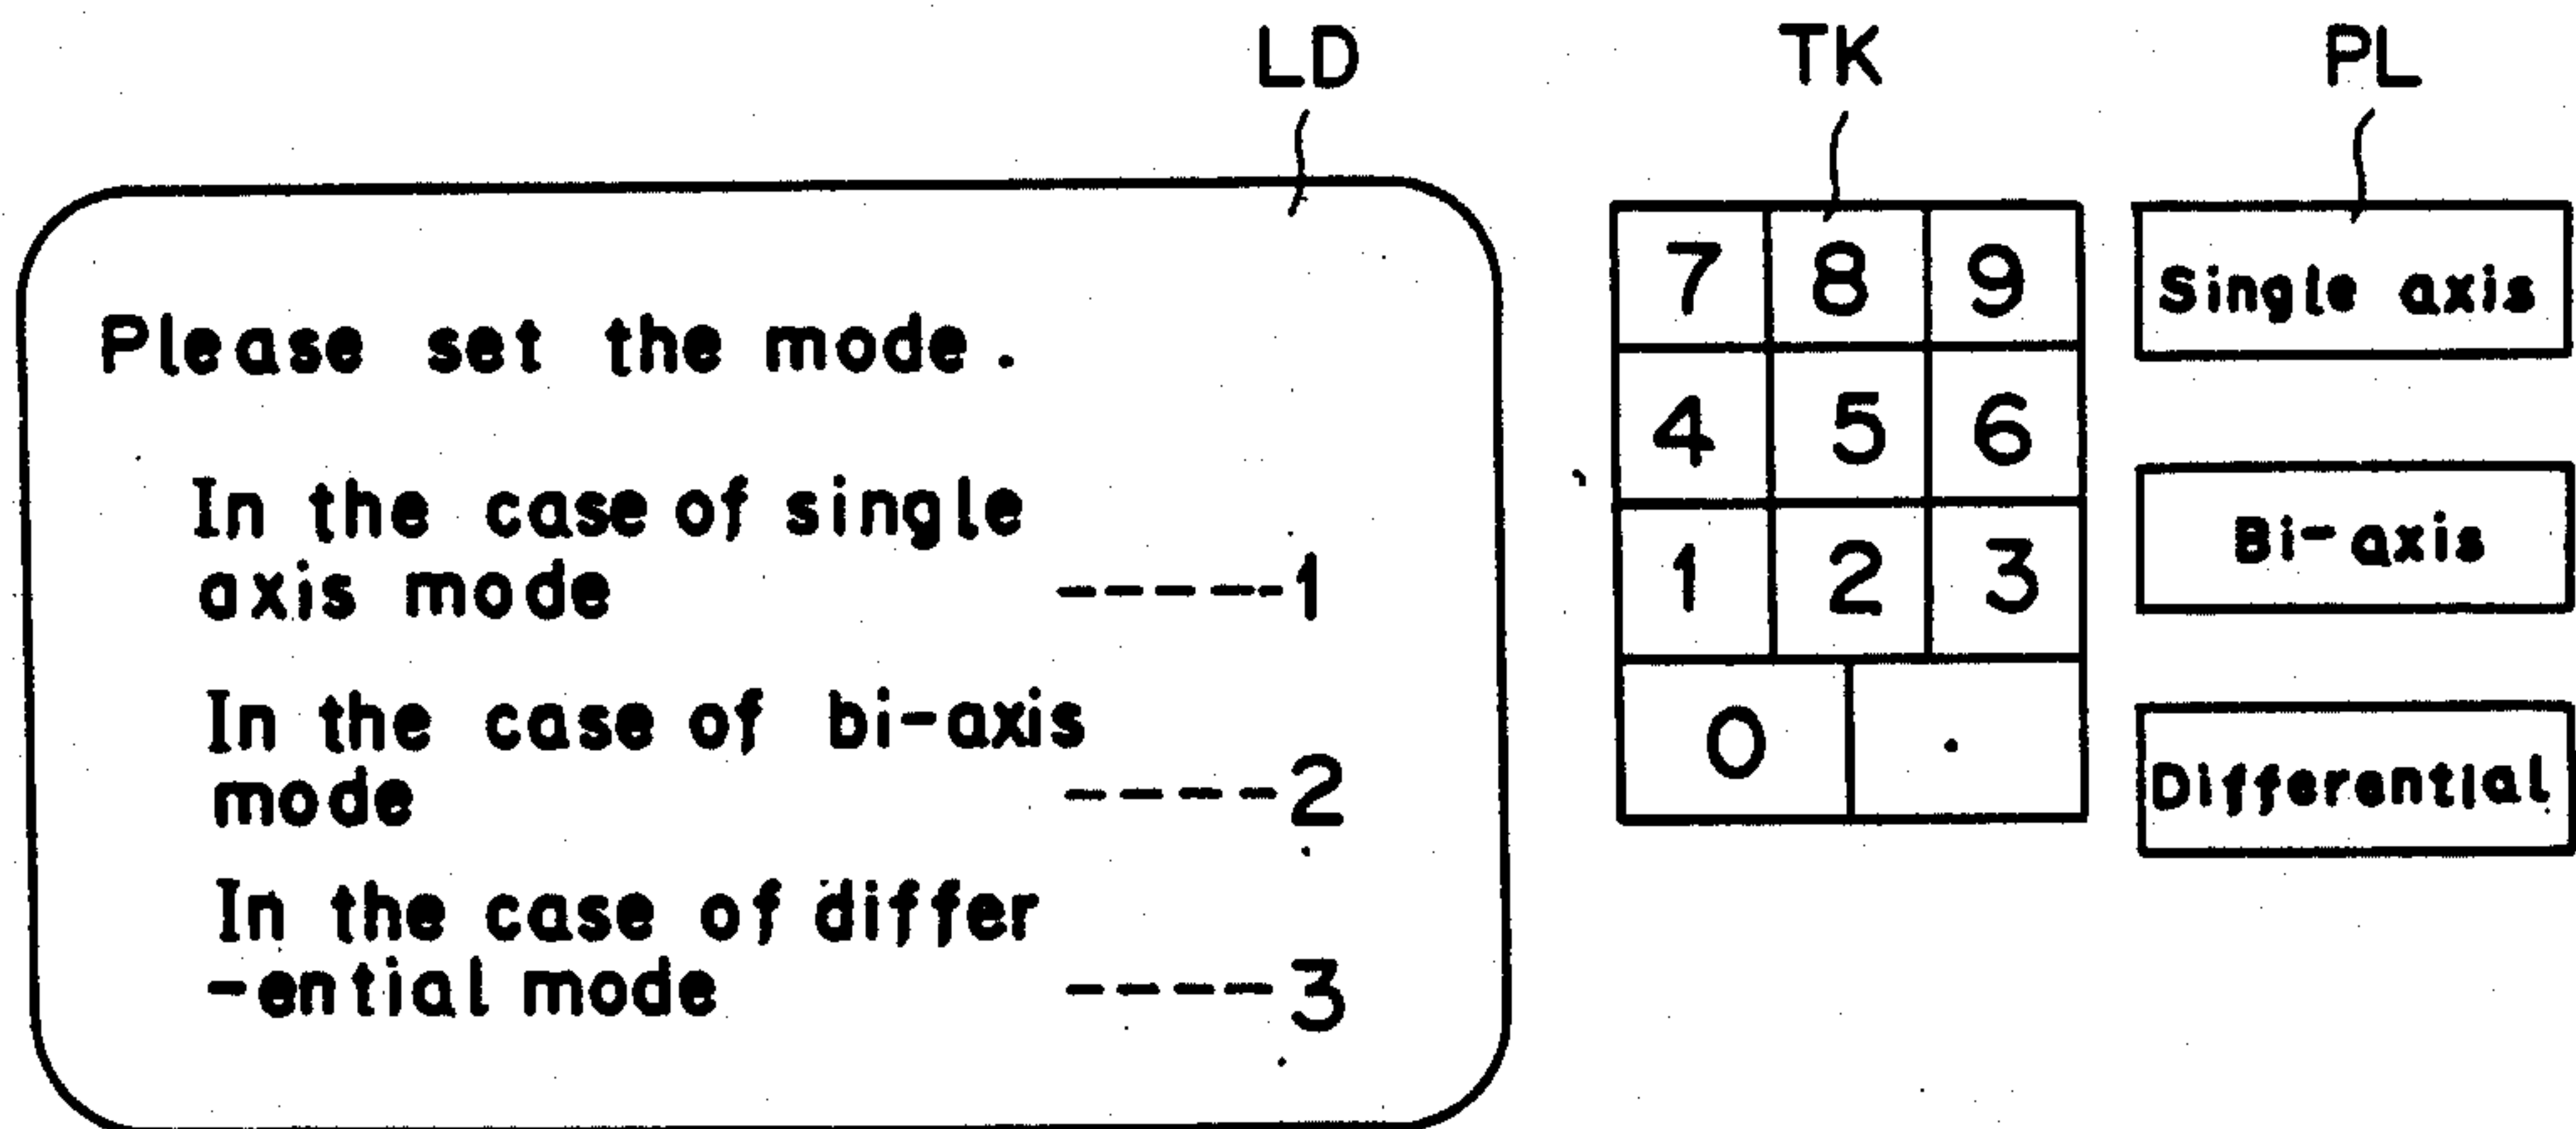 LD
TK
PL
Please set the mode.
In the case of single
axis mode -----1
In the case of bi-axis
mode ----2
In the case of differ
-ential mode ----3
7 8 9
4 5 6
1 2 3
0 .
Single axis
Bi-axis
Differential